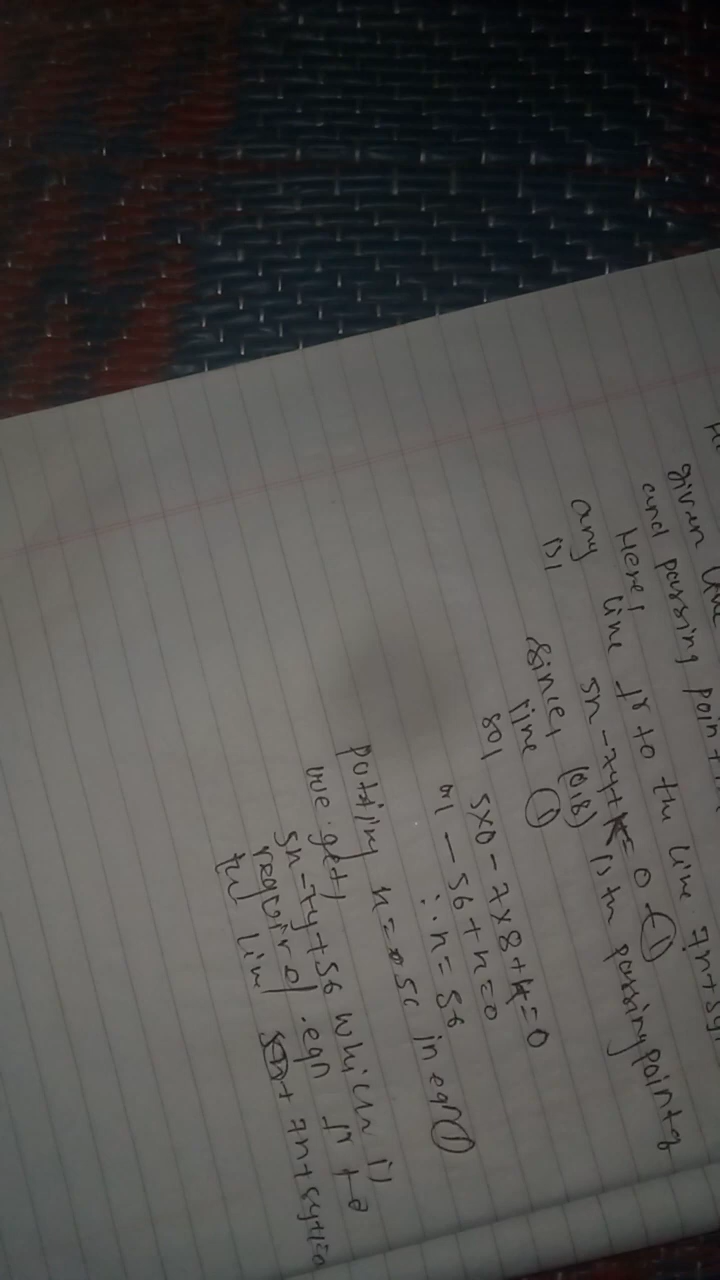 given line
and passing point
Here,
any line ⊥r to the line 7x+5y
is, 5x-7y+k=0 -①
Since, (0,8) is the passing point of
line ①
so, 5×0-7×8+k=0
or, -56+k=0
∴ k=56
putting k=56 in eqn ①
we get,
5x-7y+56 which is
required eqn ⊥r to
the line 7x+5y+1=0